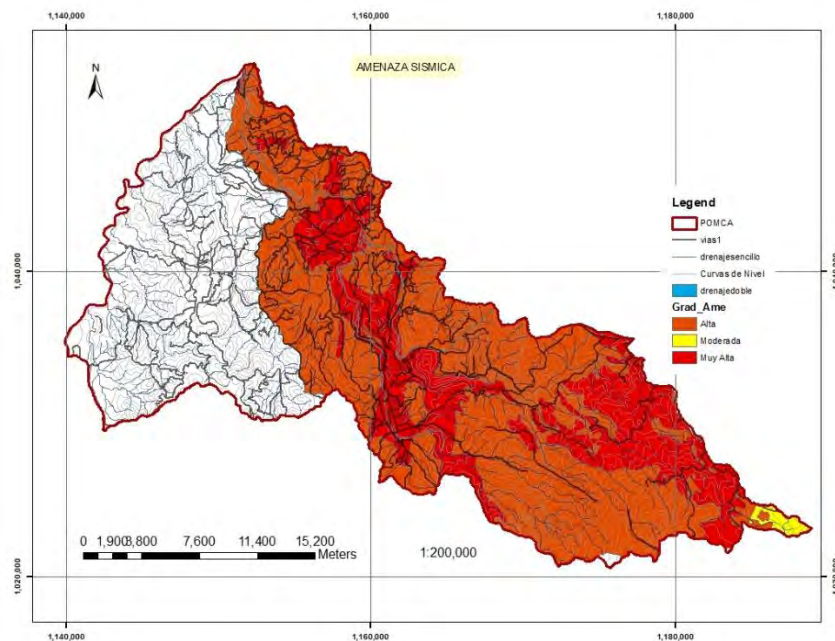 1,140,000
1,160,000
1,180,000
AMENAZA SISMICA
N
Legend
POMCA
vias1
drenajesencillo
Curvas de Nivel
drenajedoble
Grad_Ame
Alta
Moderada
Muy Alta
1,040,000
0 1,900 3,800 7,600 11,400 15,200
Meters
1:200,000
1,020,000
1,140,000
1,160,000
1,180,000